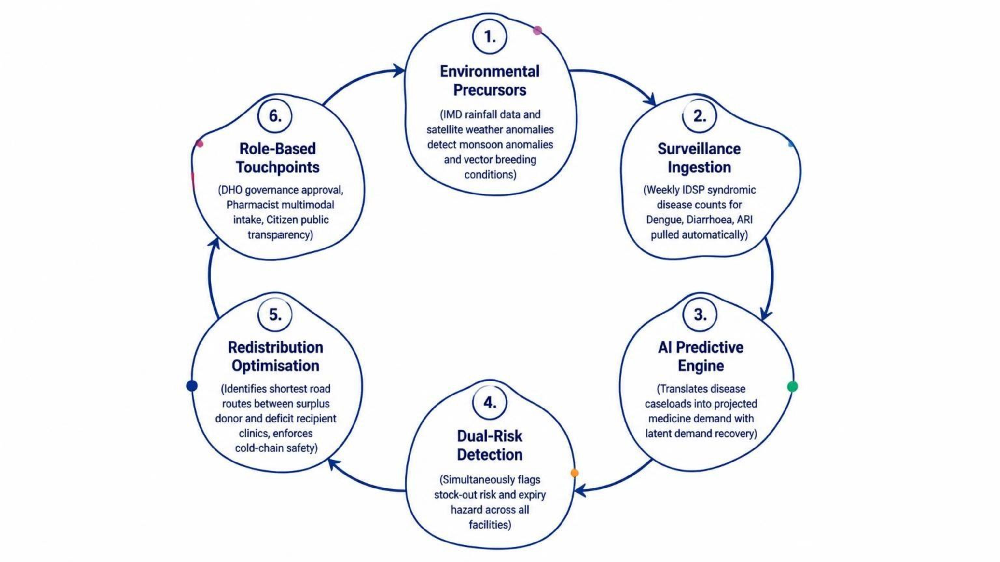 1.
Environmental
Precursors
(IMD rainfall data and
satellite weather anomalies
detect monsoon anomalies
and vector breeding
conditions)
2.
Surveillance
Ingestion
(Weekly IDSP syndromic
disease counts for
Dengue, Diarrhoea, ARI
pulled automatically)
3.
AI Predictive
Engine
(Translates disease
caseloads into projected
medicine demand with
latent demand recovery)
4.
Dual-Risk
Detection
(Simultaneously flags
stock-out risk and expiry
hazard across all
facilities)
5.
Redistribution
Optimisation
(Identifies shortest road
routes between surplus
donor and deficit recipient
clinics, enforces
cold-chain safety)
6.
Role-Based
Touchpoints
(DHO governance approval,
Pharmacist multimodal
intake, Citizen public
transparency)